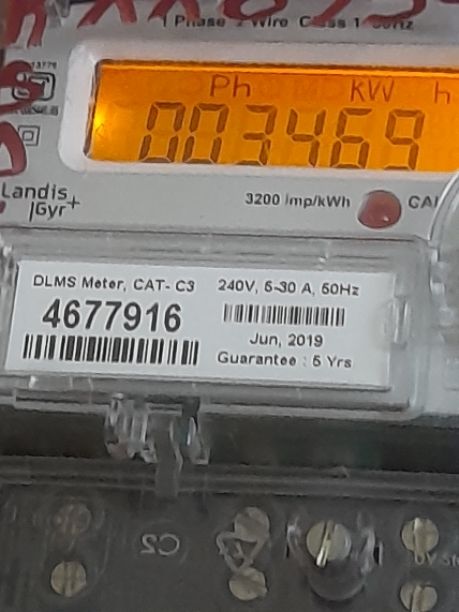 1 Phase 2 Wire Class 1 50Hz
Ph kW h
003469
Landis
|Gyr+
3200 imp/kWh
DLMS Meter, CAT- C3
240V, 5-30 A, 50Hz
4677916
Jun, 2019
Guarantee : 5 Yrs
C2